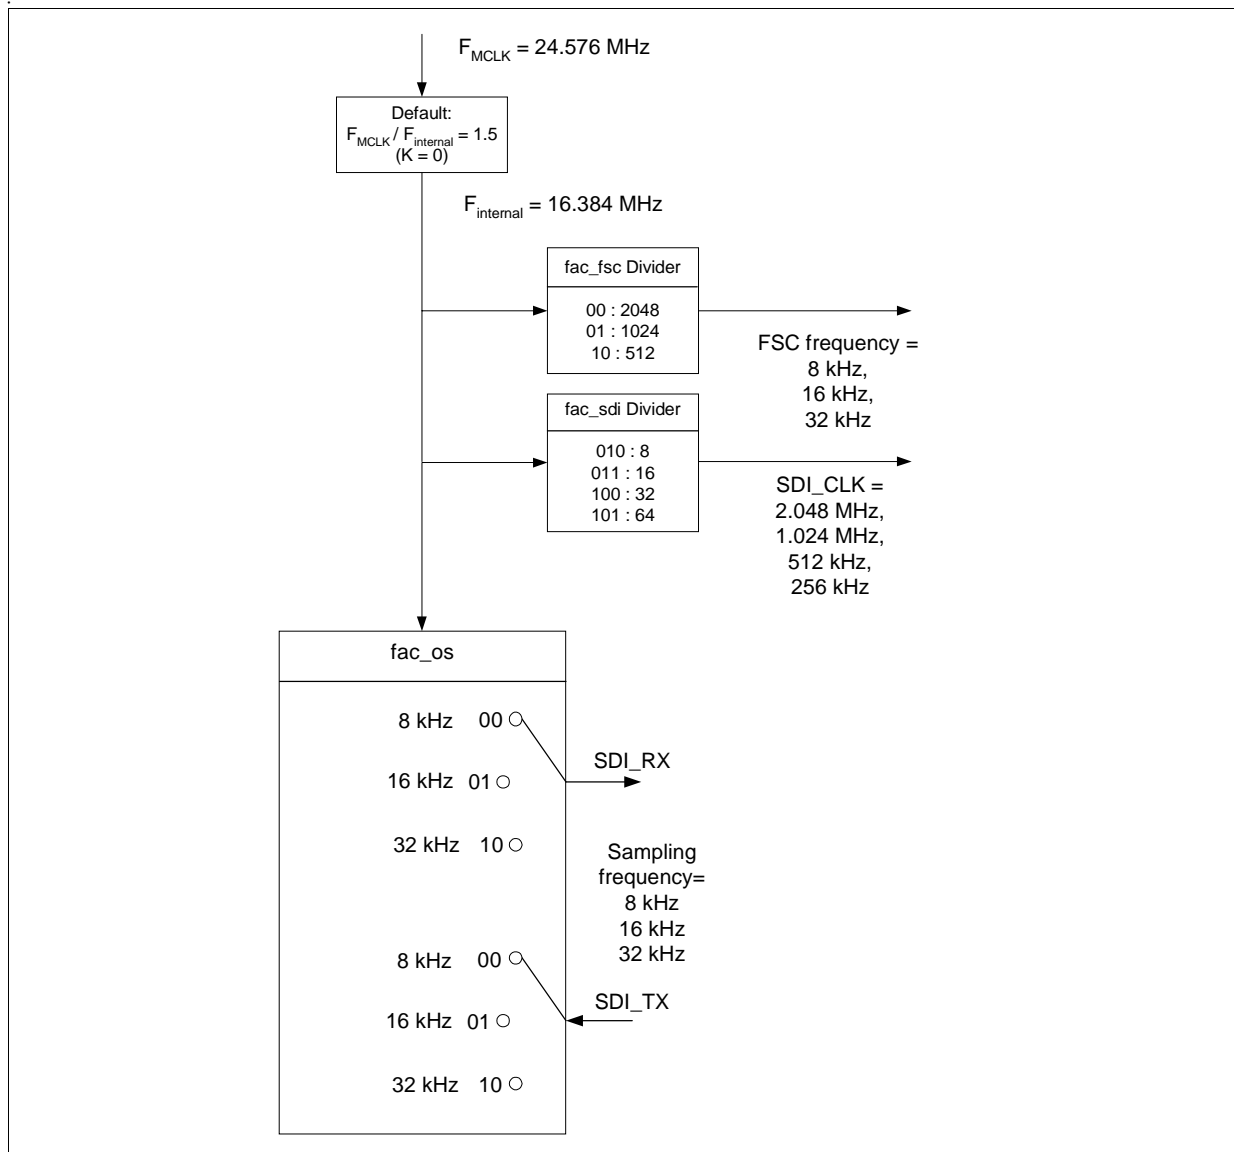 F_MCLK = 24.576 MHz
Default:
F_MCLK / F_internal = 1.5
(K = 0)
F_internal = 16.384 MHz
fac_fsc Divider
00 : 2048
01 : 1024
10 : 512
FSC frequency =
8 kHz,
16 kHz,
32 kHz
fac_sdi Divider
010 : 8
011 : 16
100 : 32
101 : 64
SDI_CLK =
2.048 MHz,
1.024 MHz,
512 kHz,
256 kHz
fac_os
8 kHz 00
SDI_RX
16 kHz 01
32 kHz 10
Sampling
frequency=
8 kHz
16 kHz
32 kHz
8 kHz 00
SDI_TX
16 kHz 01
32 kHz 10